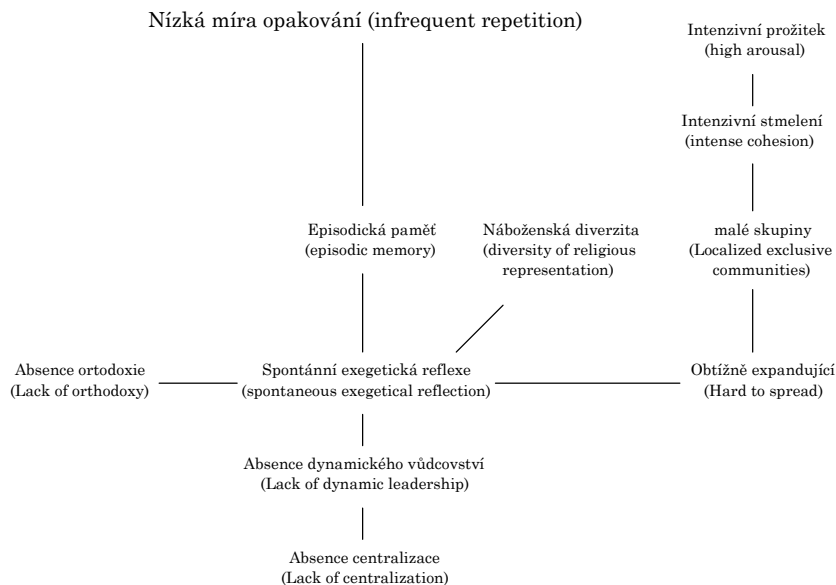 Nízká míra opakování (infrequent repetition)
Intenzivní prožitek
(high arousal)
Intenzivní stmelení
(intense cohesion)
Episodická paměť
(episodic memory)
Náboženská diverzita
(diversity of religious
representation)
malé skupiny
(Localized exclusive
communities)
Absence ortodoxie
(Lack of orthodoxy)
Spontánní exegetická reflexe
(spontaneous exegetical reflection)
Obtížně expandující
(Hard to spread)
Absence dynamického vůdcovství
(Lack of dynamic leadership)
Absence centralizace
(Lack of centralization)